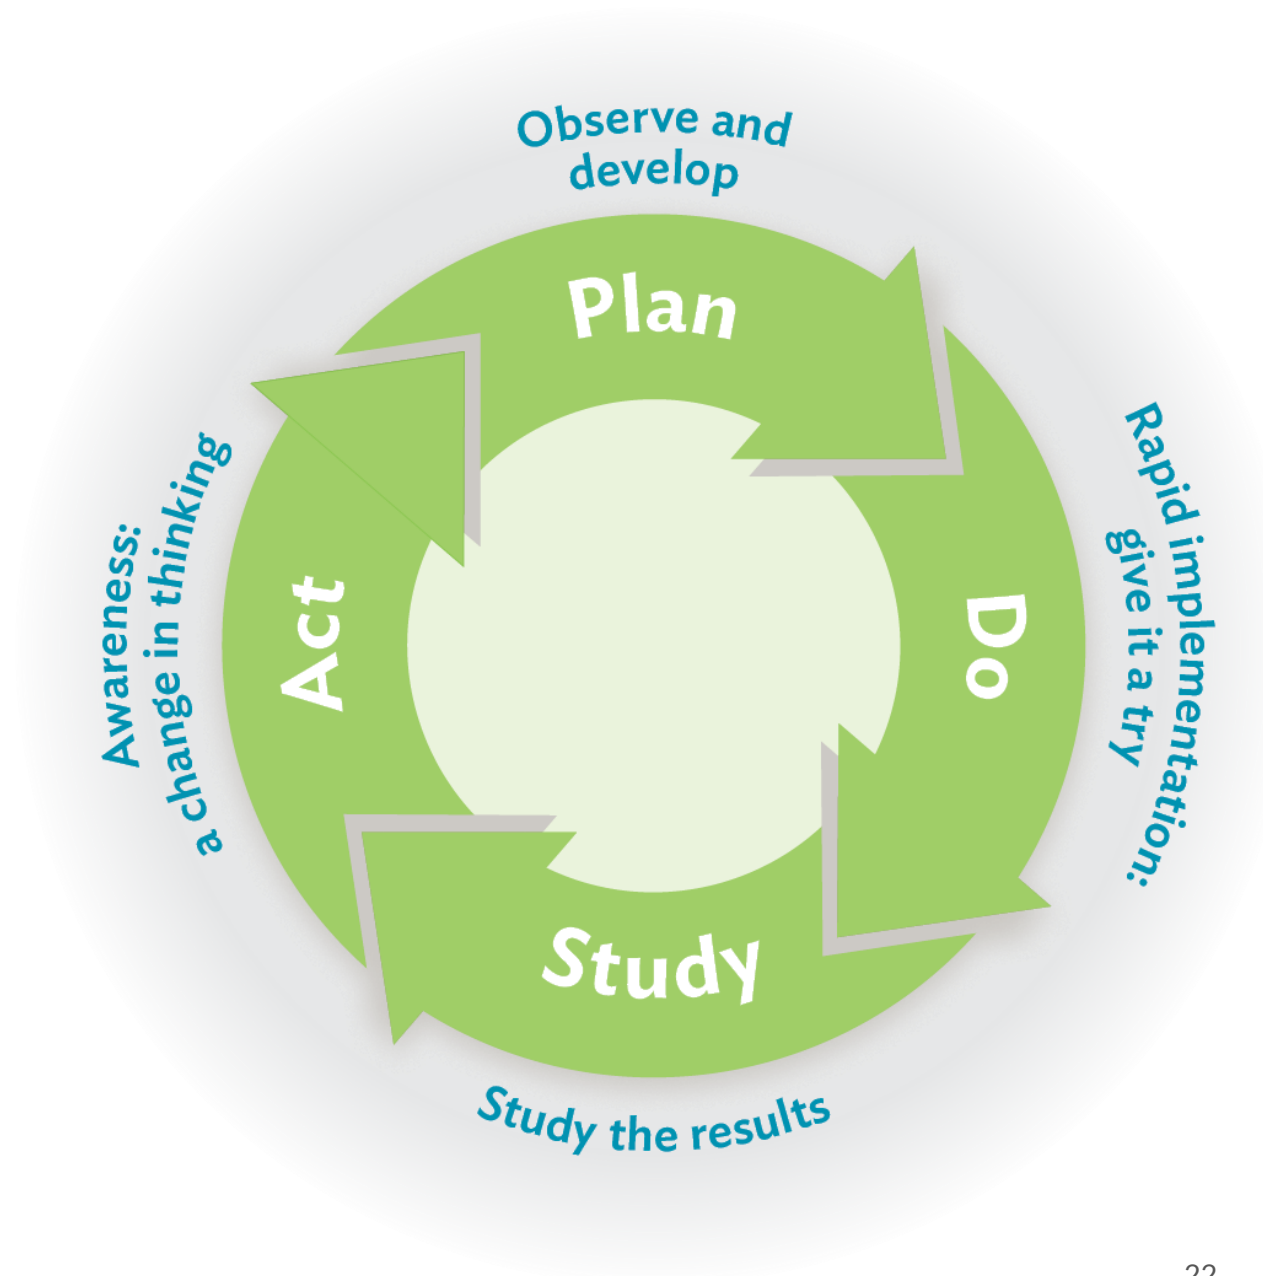 Observe and
develop
Plan
Rapid implementation:
give it a try
Do
Study
Study the results
Awareness:
a change in thinking
Act
22